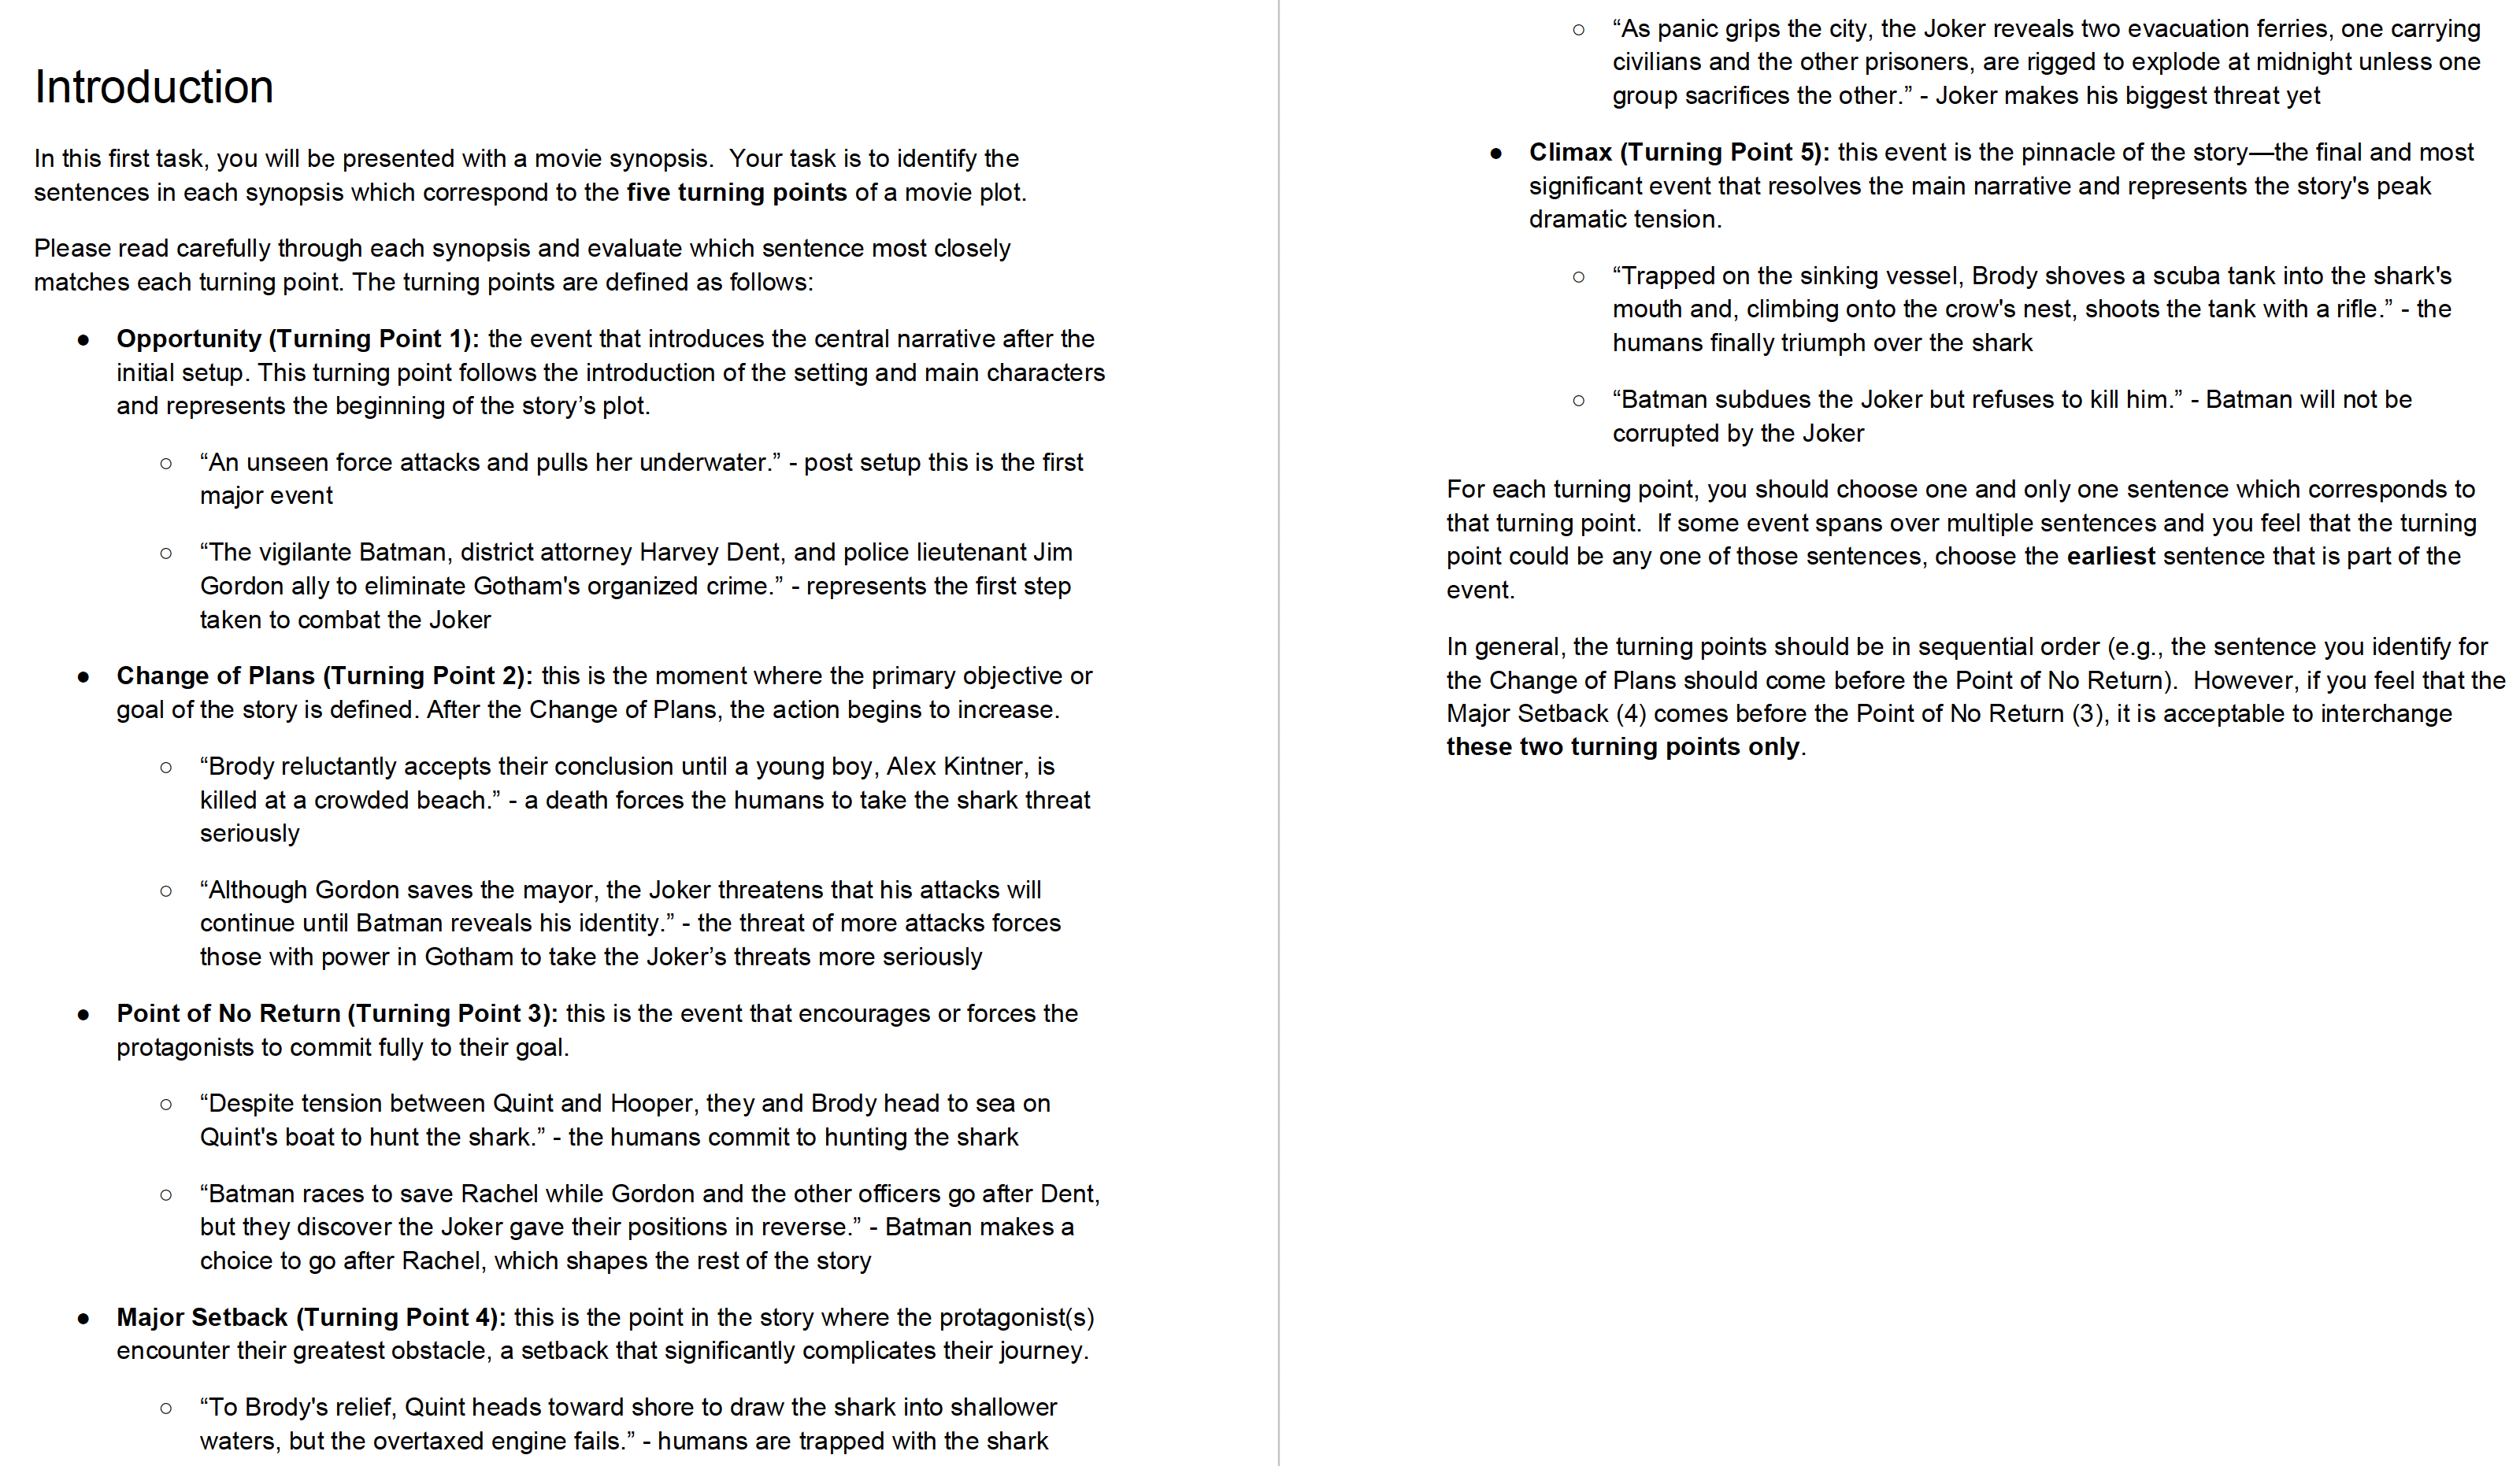 Introduction
In this first task, you will be presented with a movie synopsis.  Your task is to identify the
sentences in each synopsis which correspond to the five turning points of a movie plot.
Please read carefully through each synopsis and evaluate which sentence most closely
matches each turning point. The turning points are defined as follows:
● Opportunity (Turning Point 1): the event that introduces the central narrative after the
initial setup. This turning point follows the introduction of the setting and main characters
and represents the beginning of the story’s plot.
○ “An unseen force attacks and pulls her underwater.” - post setup this is the first
major event
○ “The vigilante Batman, district attorney Harvey Dent, and police lieutenant Jim
Gordon ally to eliminate Gotham's organized crime.” - represents the first step
taken to combat the Joker
● Change of Plans (Turning Point 2): this is the moment where the primary objective or
goal of the story is defined. After the Change of Plans, the action begins to increase.
○ “Brody reluctantly accepts their conclusion until a young boy, Alex Kintner, is
killed at a crowded beach.” - a death forces the humans to take the shark threat
seriously
○ “Although Gordon saves the mayor, the Joker threatens that his attacks will
continue until Batman reveals his identity.” - the threat of more attacks forces
those with power in Gotham to take the Joker’s threats more seriously
● Point of No Return (Turning Point 3): this is the event that encourages or forces the
protagonists to commit fully to their goal.
○ “Despite tension between Quint and Hooper, they and Brody head to sea on
Quint's boat to hunt the shark.” - the humans commit to hunting the shark
○ “Batman races to save Rachel while Gordon and the other officers go after Dent,
but they discover the Joker gave their positions in reverse.” - Batman makes a
choice to go after Rachel, which shapes the rest of the story
● Major Setback (Turning Point 4): this is the point in the story where the protagonist(s)
encounter their greatest obstacle, a setback that significantly complicates their journey.
○ “To Brody's relief, Quint heads toward shore to draw the shark into shallower
waters, but the overtaxed engine fails.” - humans are trapped with the shark
○ “As panic grips the city, the Joker reveals two evacuation ferries, one carrying
civilians and the other prisoners, are rigged to explode at midnight unless one
group sacrifices the other.” - Joker makes his biggest threat yet
● Climax (Turning Point 5): this event is the pinnacle of the story—the final and most
significant event that resolves the main narrative and represents the story's peak
dramatic tension.
○ “Trapped on the sinking vessel, Brody shoves a scuba tank into the shark's
mouth and, climbing onto the crow's nest, shoots the tank with a rifle.” - the
humans finally triumph over the shark
○ “Batman subdues the Joker but refuses to kill him.” - Batman will not be
corrupted by the Joker
For each turning point, you should choose one and only one sentence which corresponds to
that turning point.  If some event spans over multiple sentences and you feel that the turning
point could be any one of those sentences, choose the earliest sentence that is part of the
event.
In general, the turning points should be in sequential order (e.g., the sentence you identify for
the Change of Plans should come before the Point of No Return).  However, if you feel that the
Major Setback (4) comes before the Point of No Return (3), it is acceptable to interchange
these two turning points only.